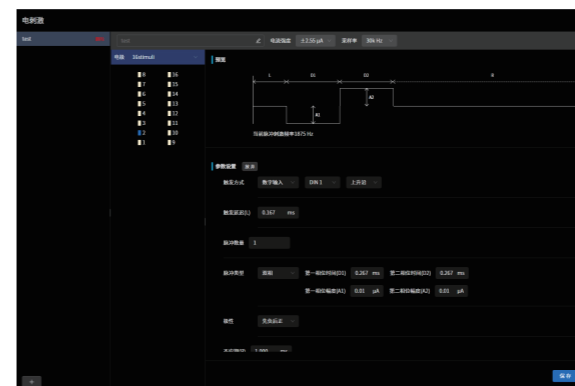 电刺激
test
test
电流强度 ±2.55 μA 采样率 30k Hz
电极 16stimuli
预览
L D1 D2 R
A2
A1
当前脉冲刺激频率1875 Hz
8 16
7 15
6 14
5 13
4 12
3 11
2 10
1 9
参数设置
触发方式 数字输入 DIN 1 上升沿
触发延迟(L) 0.167 ms
脉冲数量 1
脉冲类型 双相 第一相位时间(D1) 0.267 ms 第二相位时间(D2) 0.267 ms
第一相位幅度(A1) 0.01 μA 第二相位幅度(A2) 0.01 μA
极性 先负后正
1.000 ms
保存